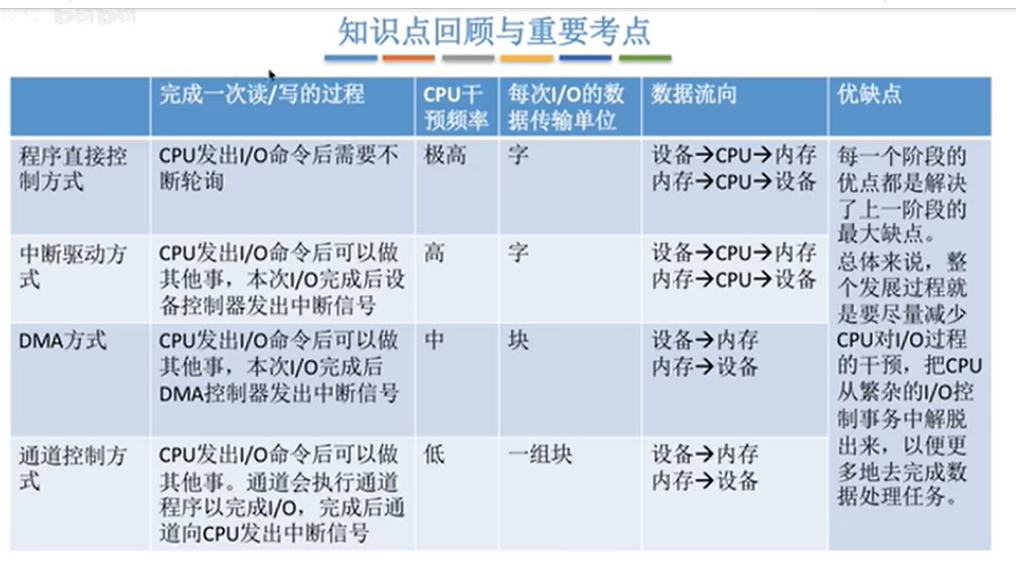 知识点回顾与重要考点
完成一次读/写的过程
CPU干
预频率
每次I/O的数
据传输单位
数据流向
优缺点
程序直接控
制方式
CPU发出I/O命令后需要不
断轮询
极高
字
设备→CPU→内存
内存→CPU→设备
每一个阶段的
优点都是解决
了上一阶段的
最大缺点。
总体来说，整
个发展过程就
是要尽量减少
CPU对I/O过程
的干预，把CPU
从繁杂的I/O控
制事务中解脱
出来，以便更
多地去完成数
据处理任务。
中断驱动方
式
CPU发出I/O命令后可以做
其他事，本次I/O完成后设
备控制器发出中断信号
高
字
设备→CPU→内存
内存→CPU→设备
DMA方式
CPU发出I/O命令后可以做
其他事，本次I/O完成后
DMA控制器发出中断信号
中
块
设备→内存
内存→设备
通道控制方
式
CPU发出I/O命令后可以做
其他事。通道会执行通道
程序以完成I/O，完成后通
道向CPU发出中断信号
低
一组块
设备→内存
内存→设备